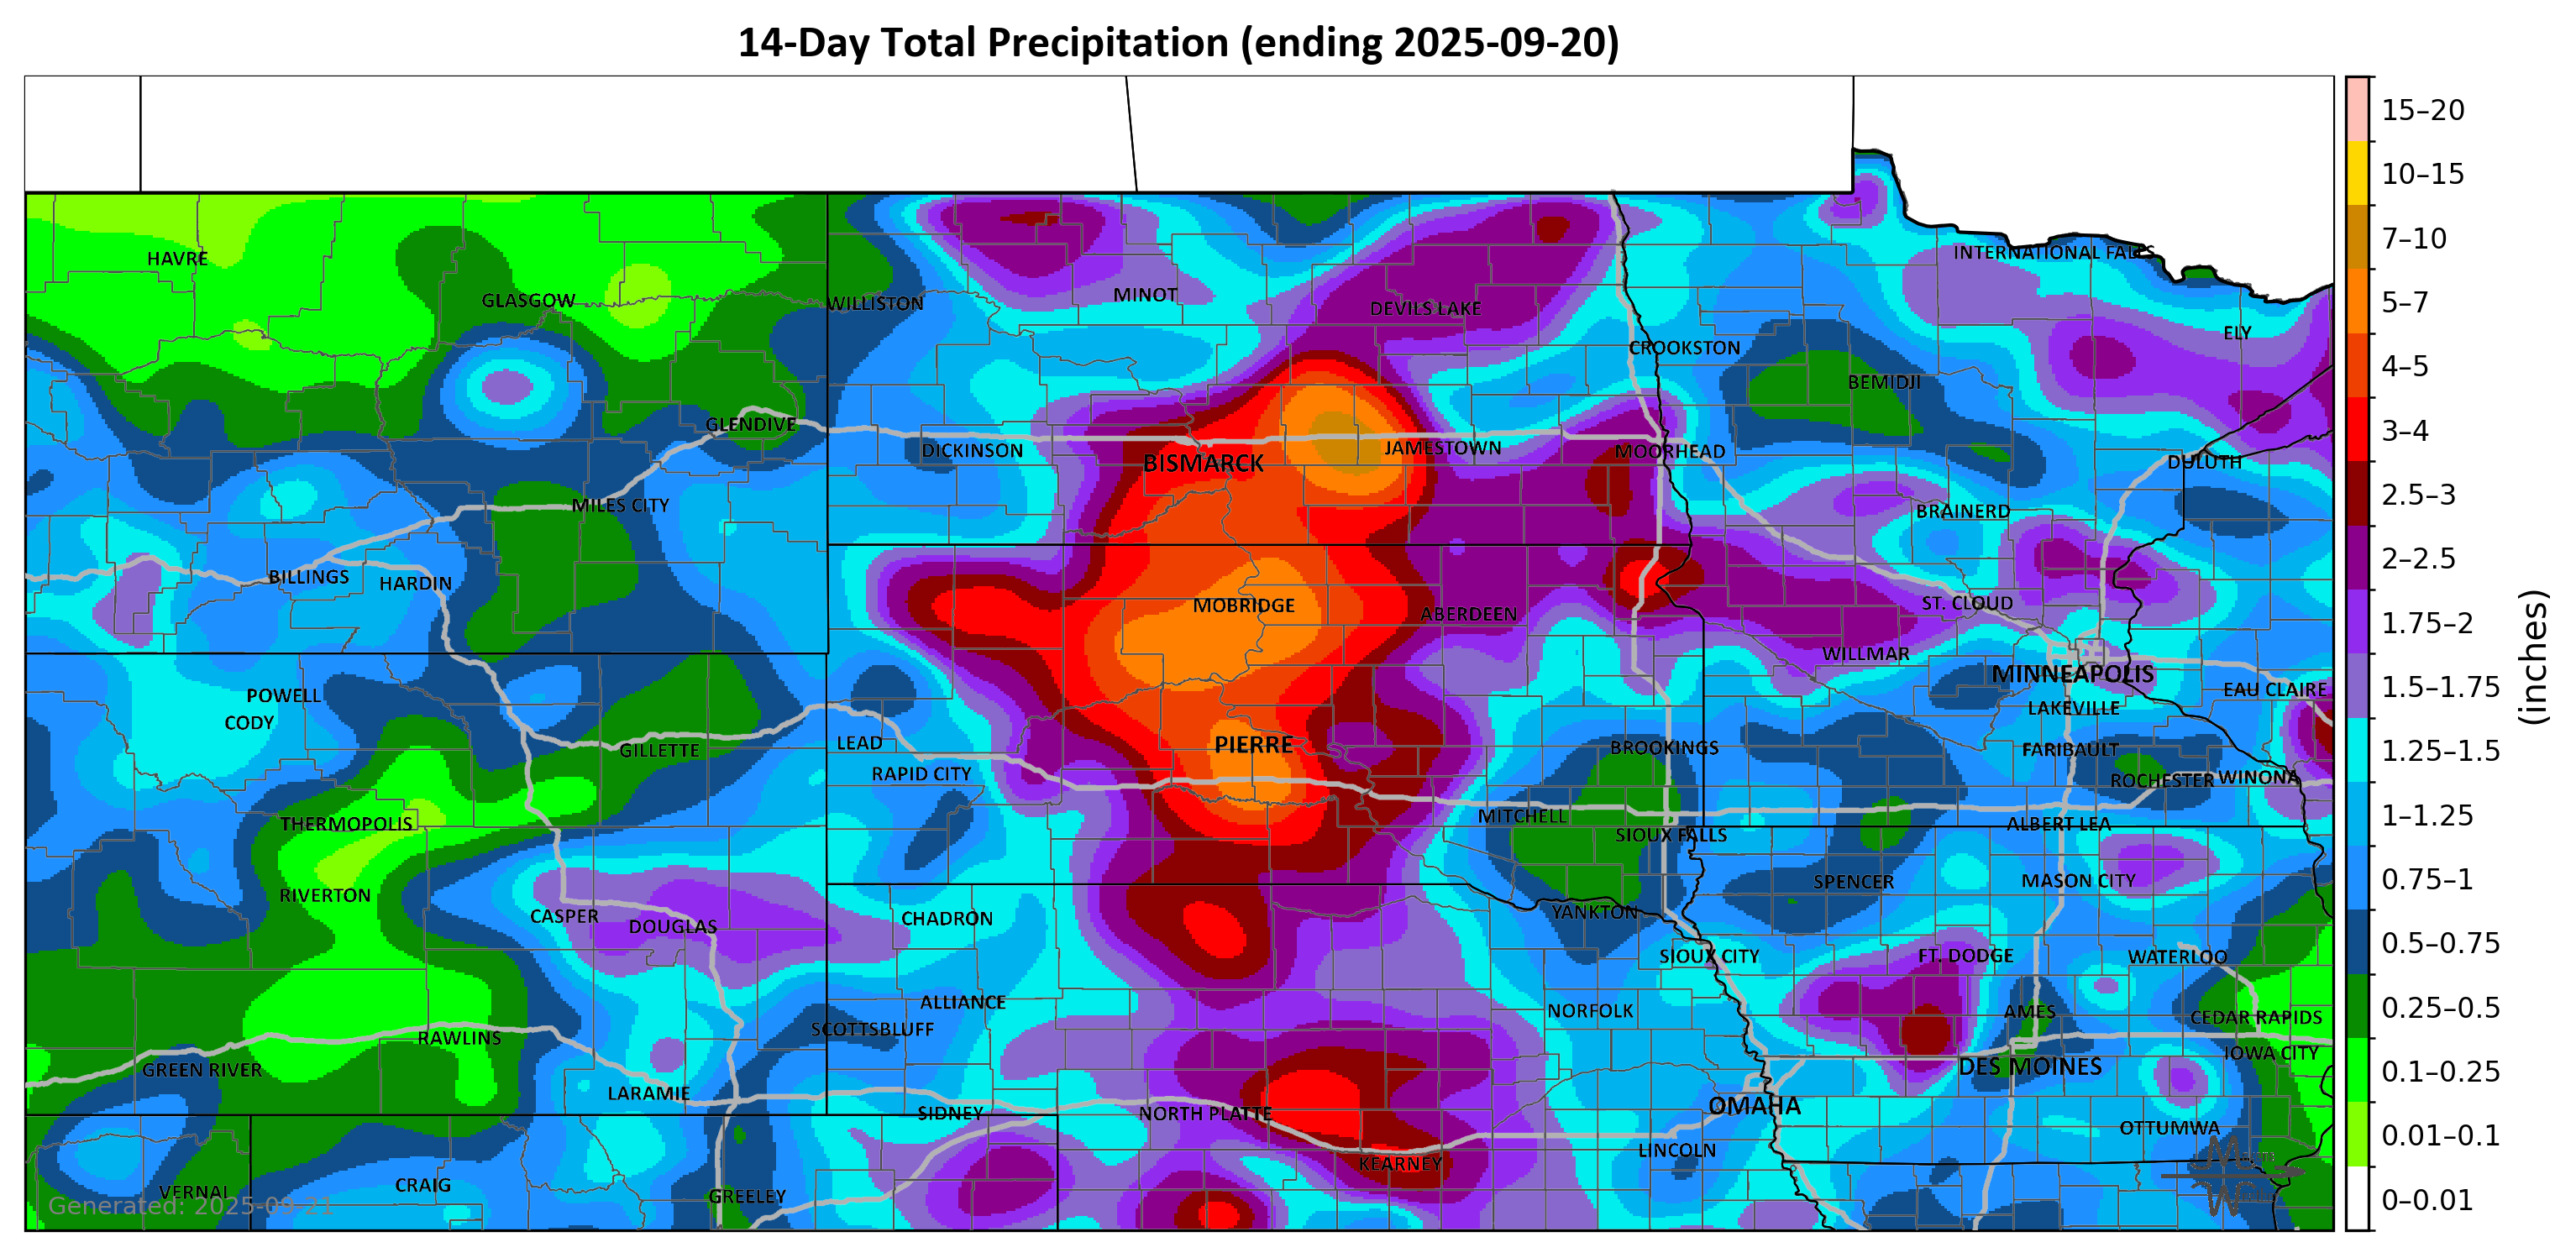 14-Day Total Precipitation (ending 2025-09-20)
15–20
10–15
7–10
5–7
4–5
3–4
2.5–3
2–2.5
1.75–2
1.5–1.75
1.25–1.5
1–1.25
0.75–1
0.5–0.75
0.25–0.5
0.1–0.25
0.01–0.1
0–0.01
(inches)
HAVRE
INTERNATIONAL FALLS
GLASGOW
WILLISTON
MINOT
DEVILS LAKE
ELY
CROOKSTON
BEMIDJI
GLENDIVE
DICKINSON
BISMARCK
JAMESTOWN
MOORHEAD
DULUTH
MILES CITY
BRAINERD
BILLINGS
HARDIN
MOBRIDGE
ABERDEEN
ST. CLOUD
WILLMAR
MINNEAPOLIS
EAU CLAIRE
POWELL
CODY
LAKEVILLE
GILLETTE
LEAD
PIERRE
BROOKINGS
FARIBAULT
RAPID CITY
ROCHESTER
WINONA
THERMOPOLIS
MITCHELL
SIOUX FALLS
ALBERT LEA
RIVERTON
SPENCER
MASON CITY
CASPER
DOUGLAS
CHADRON
YANKTON
SIOUX CITY
FT. DODGE
WATERLOO
ALLIANCE
NORFOLK
AMES
CEDAR RAPIDS
SCOTTSBLUFF
RAWLINS
IOWA CITY
GREEN RIVER
DES MOINES
LARAMIE
SIDNEY
NORTH PLATTE
OMAHA
OTTUMWA
LINCOLN
KEARNEY
VERNAL
CRAIG
GREELEY
Generated: 2025-09-21